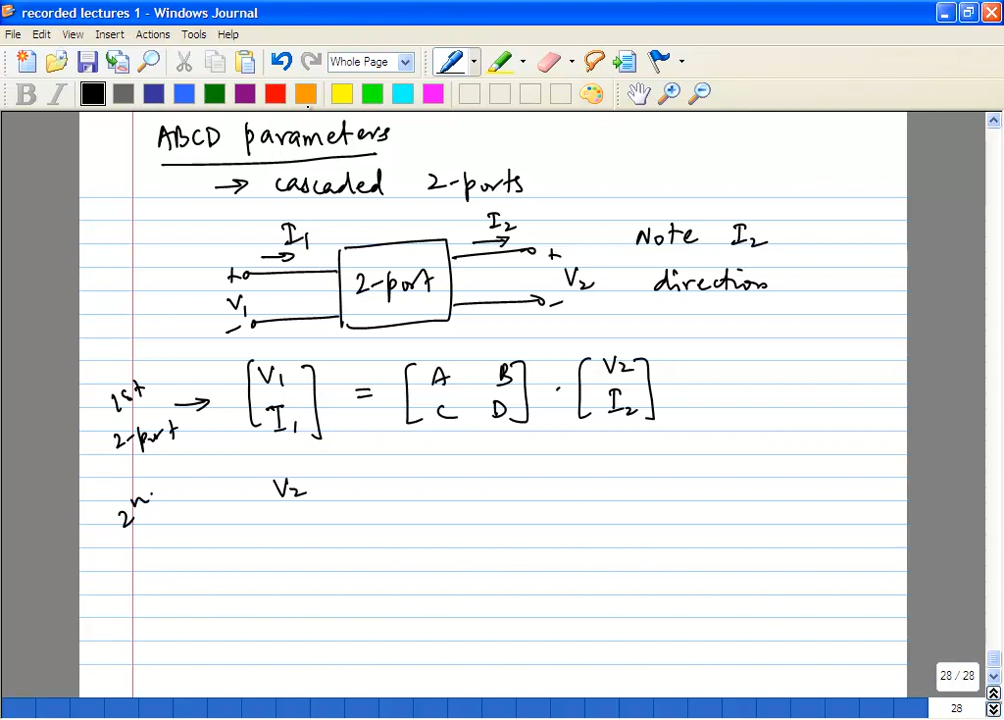 recorded lectures 1 - Windows Journal
File Edit View Insert Actions Tools Help
Whole Page
B I
ABCD parameters
→ cascaded 2-ports
I1 I2 Note I2
+ 2-port + direction
V1 V2
- -
1st 2-port → [V1 I1] = [A B C D] · [V2 I2]
2n V2
28 / 28
28